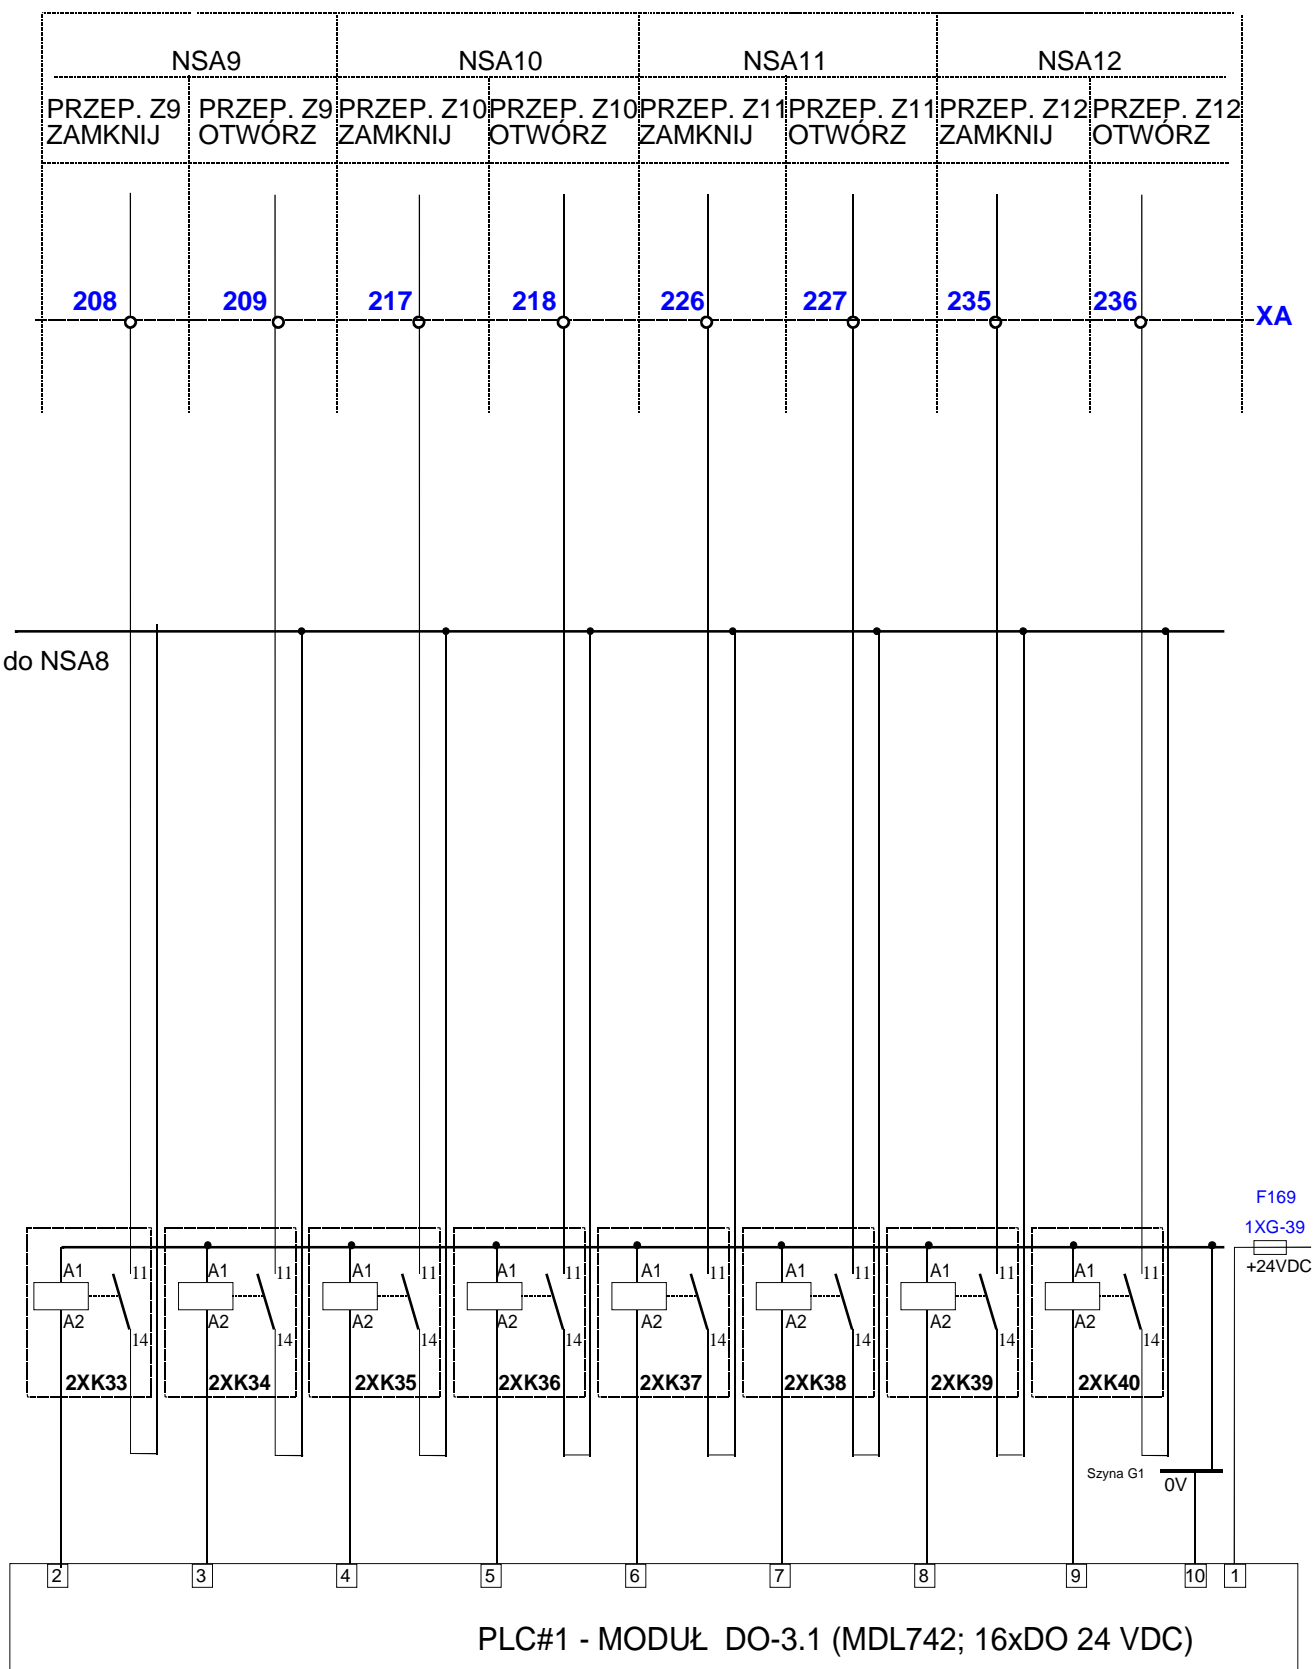 NSA9 NSA10 NSA11 NSA12
PRZEP. Z9 PRZEP. Z9 PRZEP. Z10 PRZEP. Z10 PRZEP. Z11 PRZEP. Z11 PRZEP. Z12 PRZEP. Z12
ZAMKNIJ OTWÓRZ ZAMKNIJ OTWÓRZ ZAMKNIJ OTWÓRZ ZAMKNIJ OTWÓRZ
208 209 217 218 226 227 235 236 XA
do NSA8
F169
1XG-39
+24VDC
A1 11 A1 11 A1 11 A1 11 A1 11 A1 11 A1 11 A1 11
A2 14 A2 14 A2 14 A2 14 A2 14 A2 14 A2 14 A2 14
2XK33 2XK34 2XK35 2XK36 2XK37 2XK38 2XK39 2XK40
Szyna G1 0V
2 3 4 5 6 7 8 9 10 1
PLC#1 - MODUŁ DO-3.1 (MDL742; 16xDO 24 VDC)